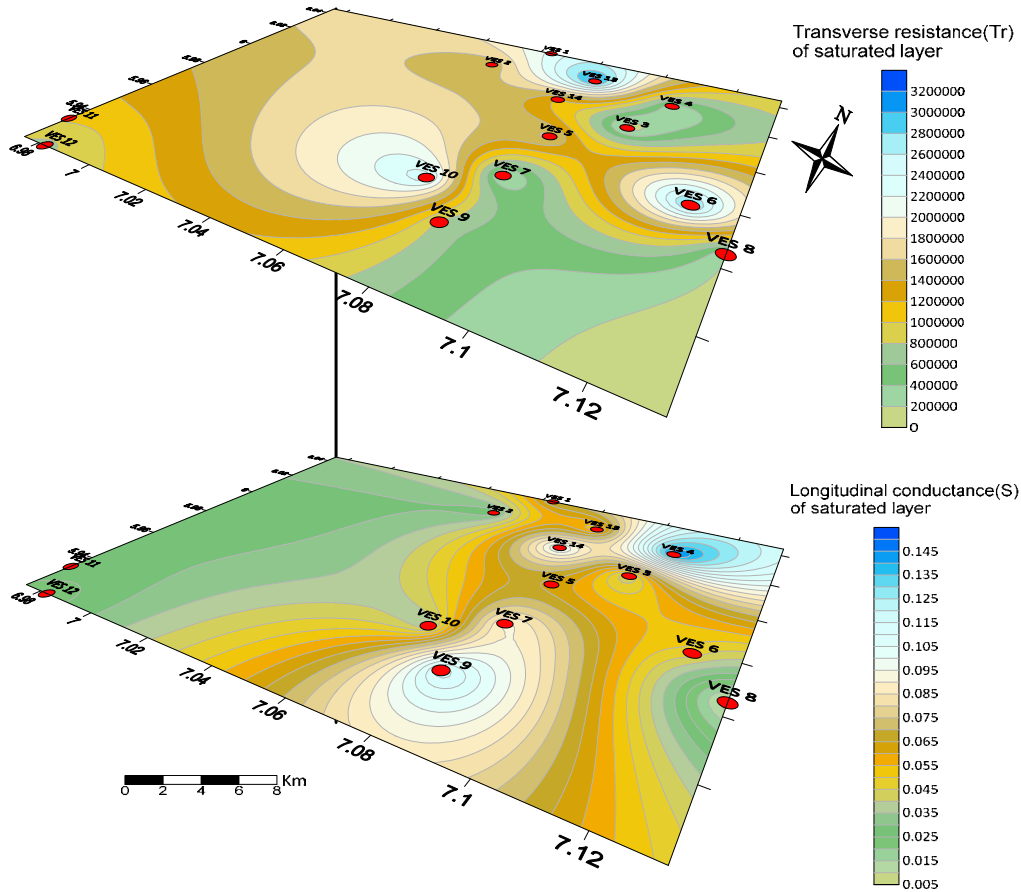 Transverse resistance(Tr)
of saturated layer
3200000
3000000
2800000
2600000
2400000
2200000
2000000
1800000
1600000
1400000
1200000
1000000
800000
600000
400000
200000
0
N
VES 1
VES 2
VES 13
VES 14
VES 4
VES 3
VES 5
VES 7
VES 10
VES 6
VES 9
VES 8
VES 11
VES 12
6.98
7
7.02
7.04
7.06
7.08
7.1
7.12
Longitudinal conductance(S)
of saturated layer
0.145
0.135
0.125
0.115
0.105
0.095
0.085
0.075
0.065
0.055
0.045
0.035
0.025
0.015
0.005
VES 1
VES 2
VES 13
VES 14
VES 4
VES 3
VES 5
VES 7
VES 10
VES 6
VES 9
VES 8
VES 11
VES 12
6.98
7
7.02
7.04
7.06
7.08
7.1
7.12
Km
0 2 4 6 8